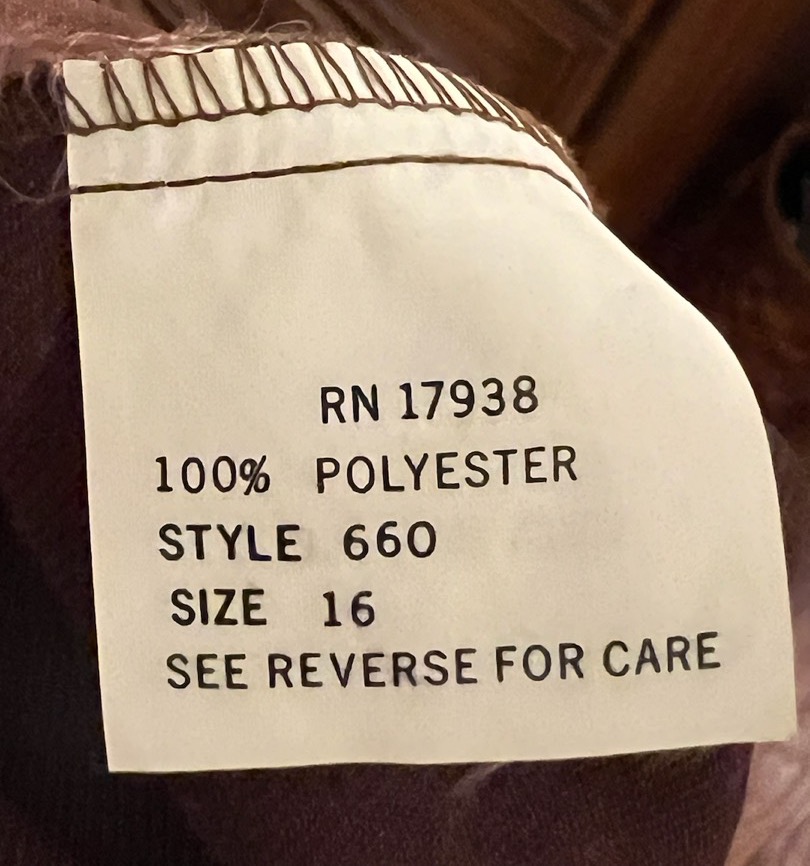 RN 17938
100% POLYESTER
STYLE 660
SIZE 16
SEE REVERSE FOR CARE